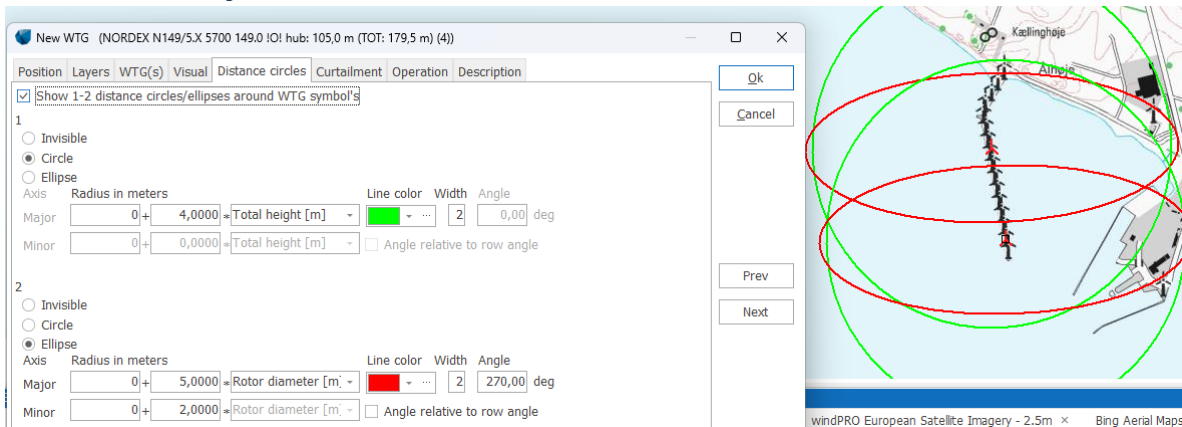 New WTG (NORDEX N149/5.X 5700 149.0 !O! hub: 105,0 m (TOT: 179,5 m) (4))
Position Layers WTG(s) Visual Distance circles Curtailment Operation Description
Show 1-2 distance circles/ellipses around WTG symbol's
Ok
Cancel
1
Invisible
Circle
Ellipse
Axis Radius in meters Line color Width Angle
Major 0 + 4,0000 * Total height [m] 2 0,00 deg
Minor 0 + 0,0000 * Total height [m] Angle relative to row angle
Prev
Next
2
Invisible
Circle
Ellipse
Axis Radius in meters Line color Width Angle
Major 0 + 5,0000 * Rotor diameter [m] 2 270,00 deg
Minor 0 + 2,0000 * Rotor diameter [m] Angle relative to row angle
Kællinghøje
Ålhøje
windPRO European Satellite Imagery - 2.5m × Bing Aerial Maps